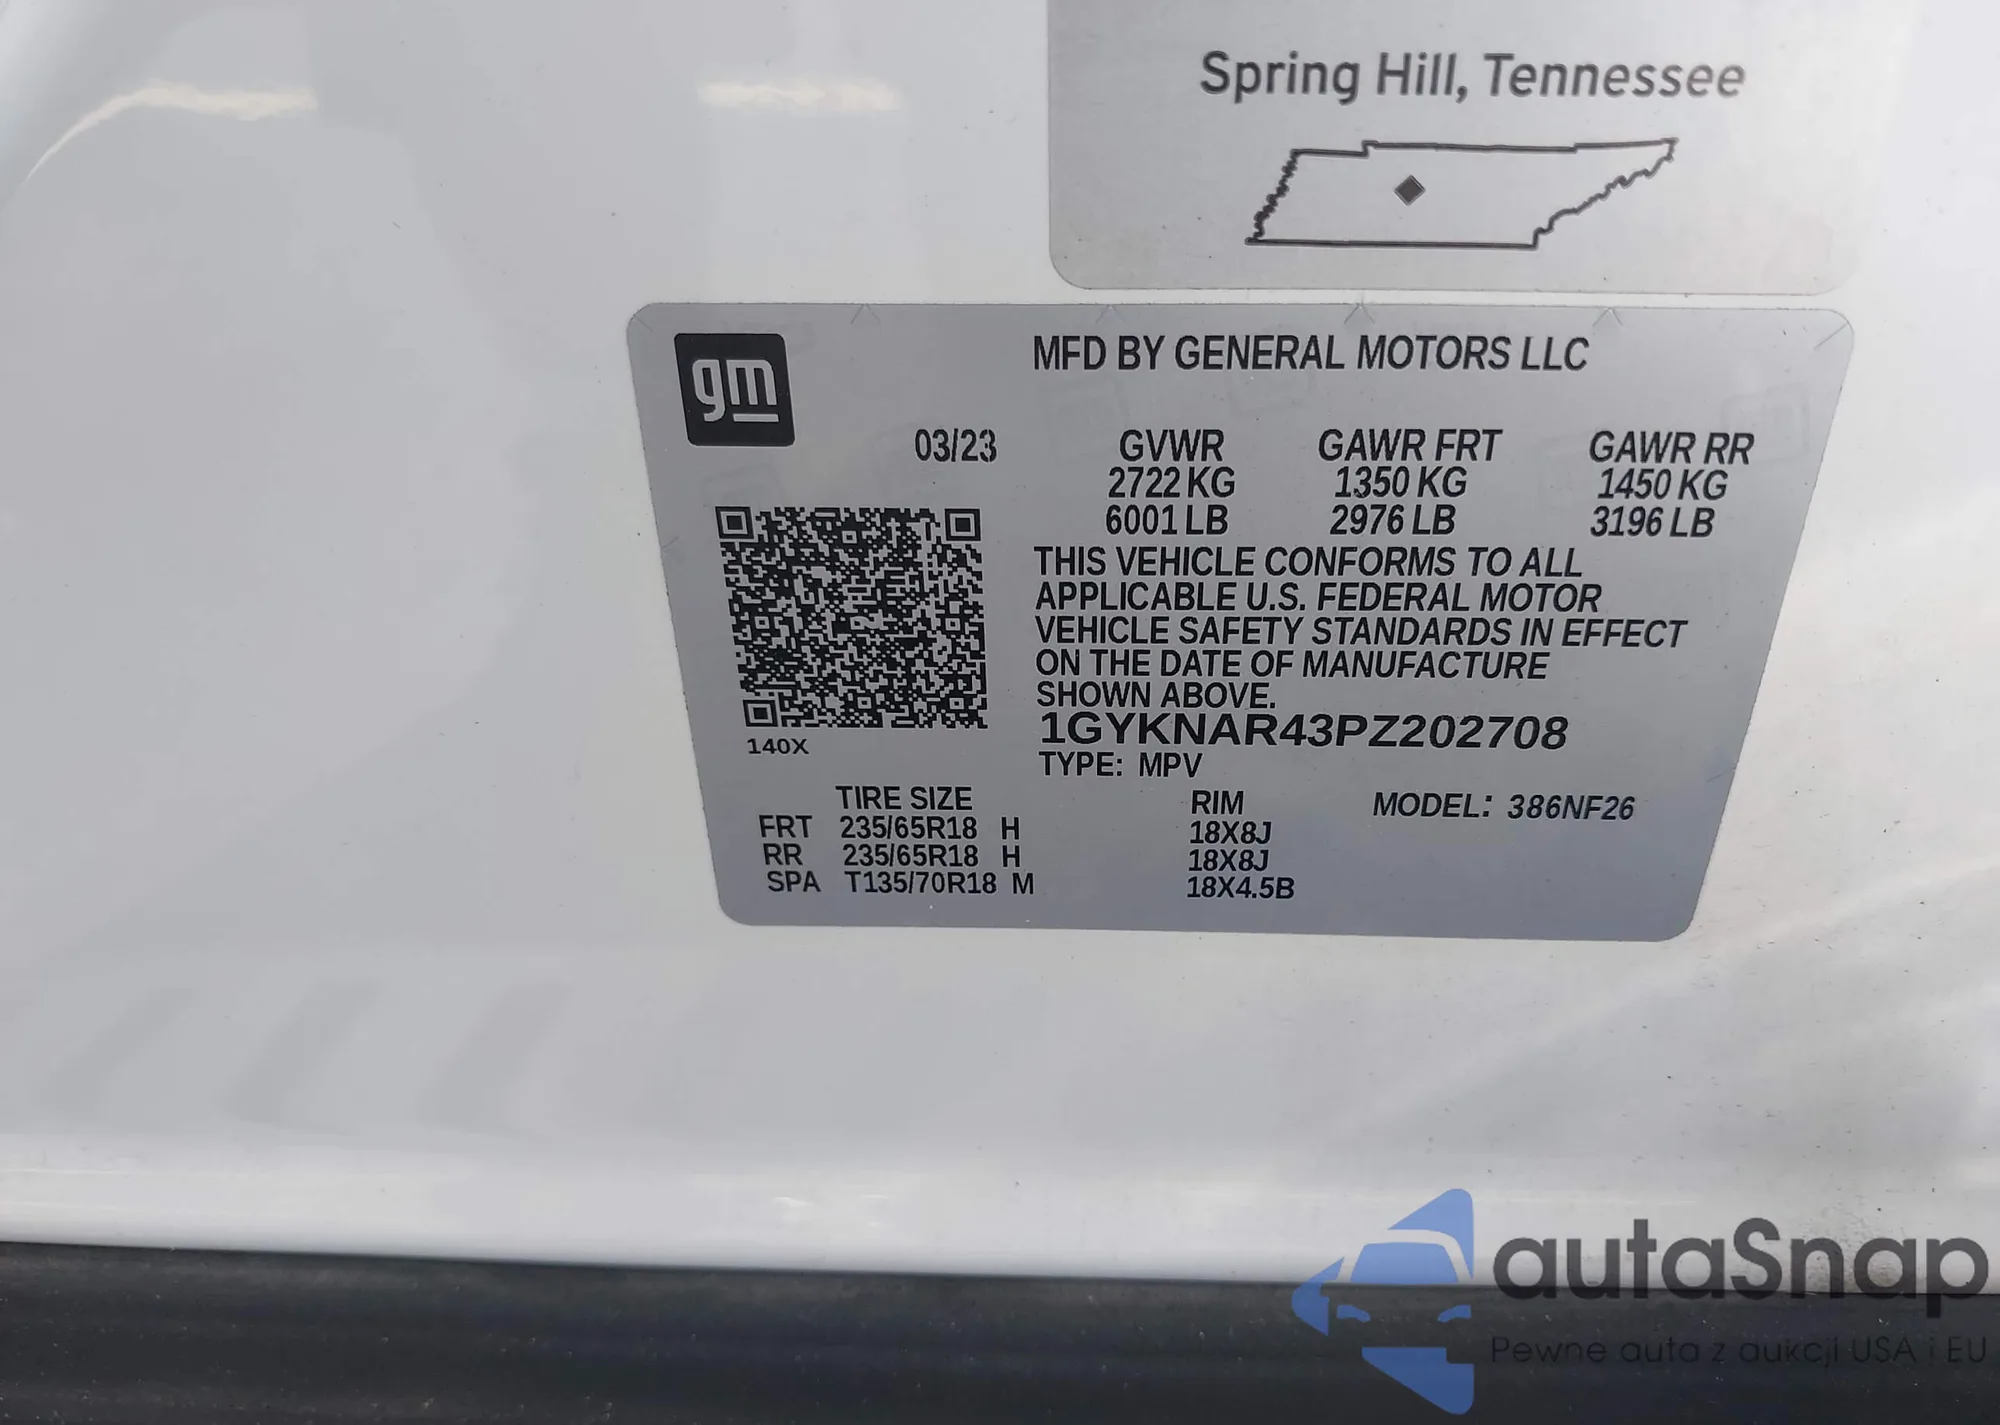 Spring Hill, Tennessee
gm
MFD BY GENERAL MOTORS LLC
03/23 GVWR GAWR FRT GAWR RR
2722 KG 1350 KG 1450 KG
6001 LB 2976 LB 3196 LB
THIS VEHICLE CONFORMS TO ALL
APPLICABLE U.S. FEDERAL MOTOR
VEHICLE SAFETY STANDARDS IN EFFECT
ON THE DATE OF MANUFACTURE
SHOWN ABOVE.
1GYKNAR43PZ202708
140X
TYPE: MPV
TIRE SIZE RIM MODEL: 386NF26
FRT 235/65R18 H 18X8J
RR 235/65R18 H 18X8J
SPA T135/70R18 M 18X4.5B
autaSnap
Pewne auta z aukcji USA i EU